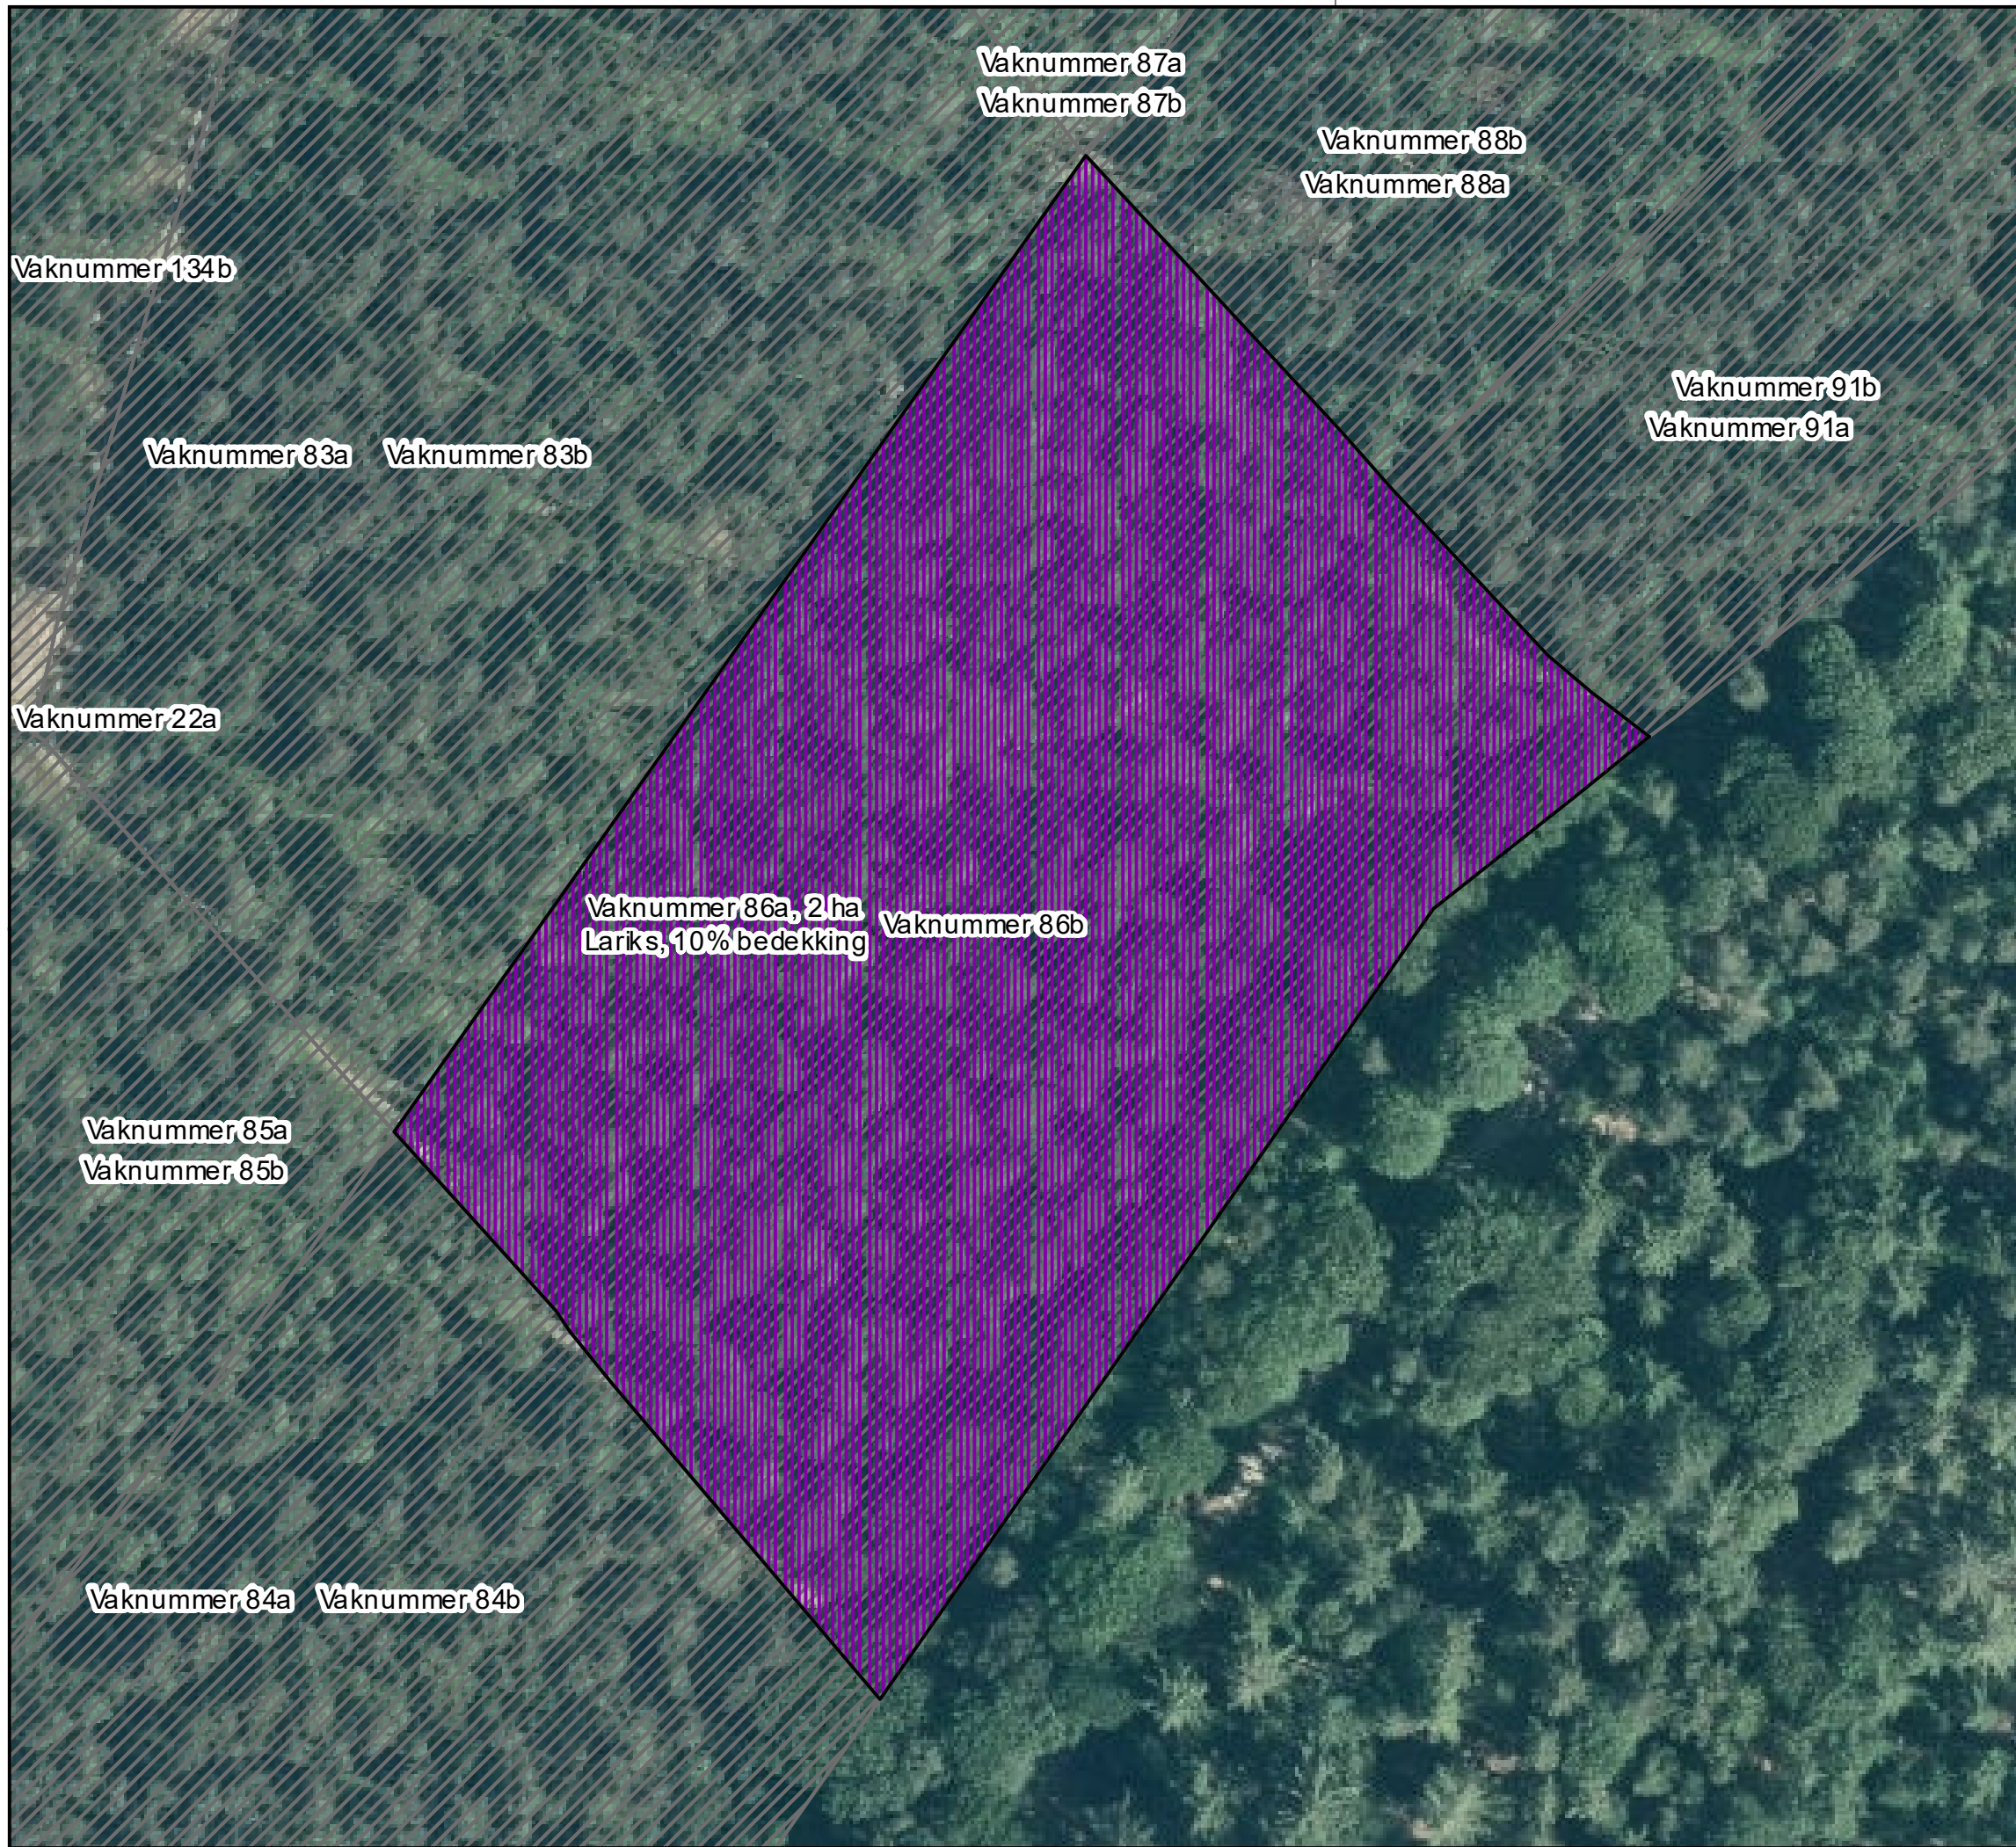 Vaknummer 87a
Vaknummer 87b
Vaknummer 88b
Vaknummer 88a
Vaknummer 134b
Vaknummer 91b
Vaknummer 91a
Vaknummer 83a
Vaknummer 83b
Vaknummer 22a
Vaknummer 86a, 2 ha
Lariks, 10% bedekking
Vaknummer 86b
Vaknummer 85a
Vaknummer 85b
Vaknummer 84a
Vaknummer 84b